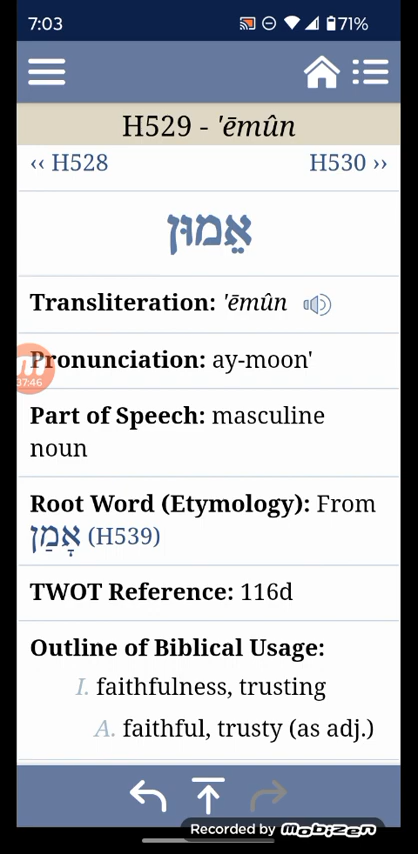 7:03 71%
H529 - 'ēmûn
‹‹ H528 H530 ››
אֵמוּן
Transliteration: 'ēmûn
Pronunciation: ay-moon'
37:46
Part of Speech: masculine
noun
Root Word (Etymology): From
אָמַן (H539)
TWOT Reference: 116d
Outline of Biblical Usage:
I. faithfulness, trusting
A. faithful, trusty (as adj.)
Recorded by mobizen